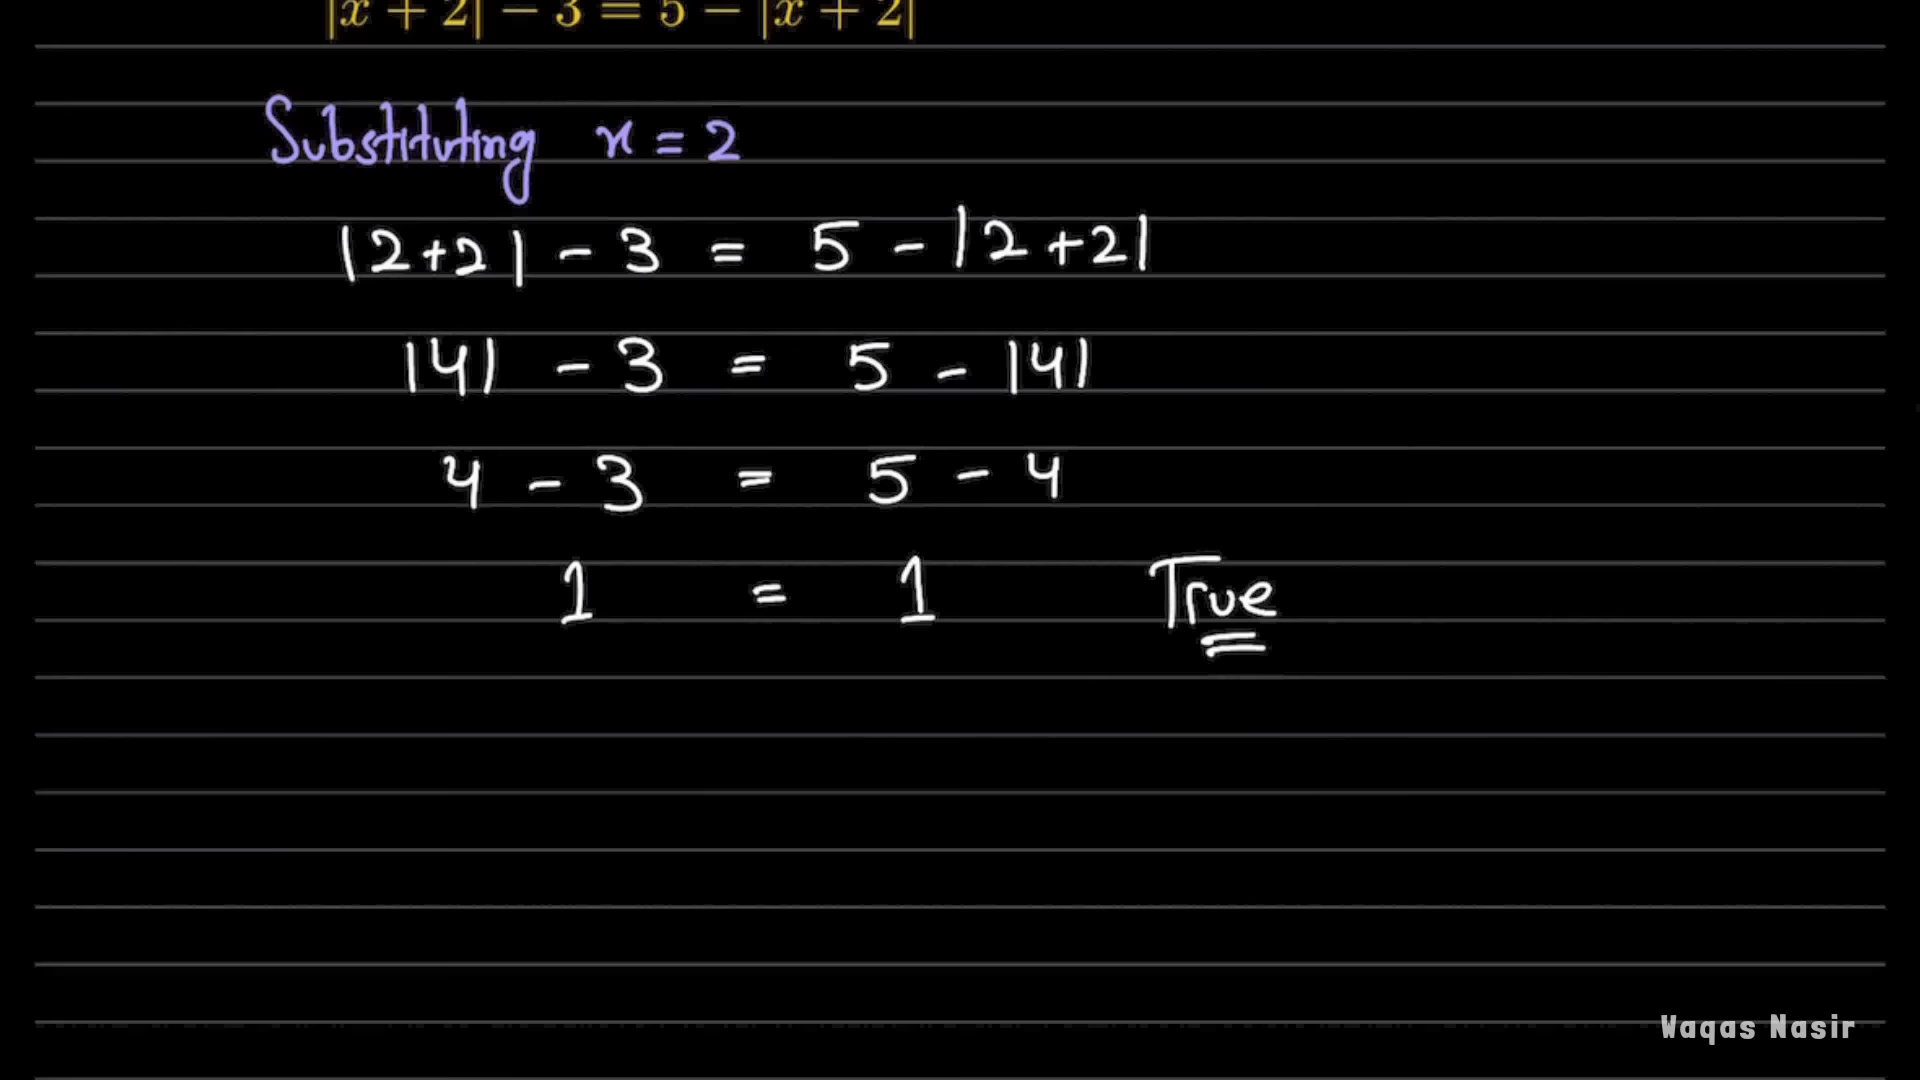 |x + 2| − 3 = 5 − |x + 2|
Substituting x = 2
|2+2| - 3 = 5 - |2+2|
|4| - 3 = 5 - |4|
4 - 3 = 5 - 4
1 = 1 True
Waqas Nasir